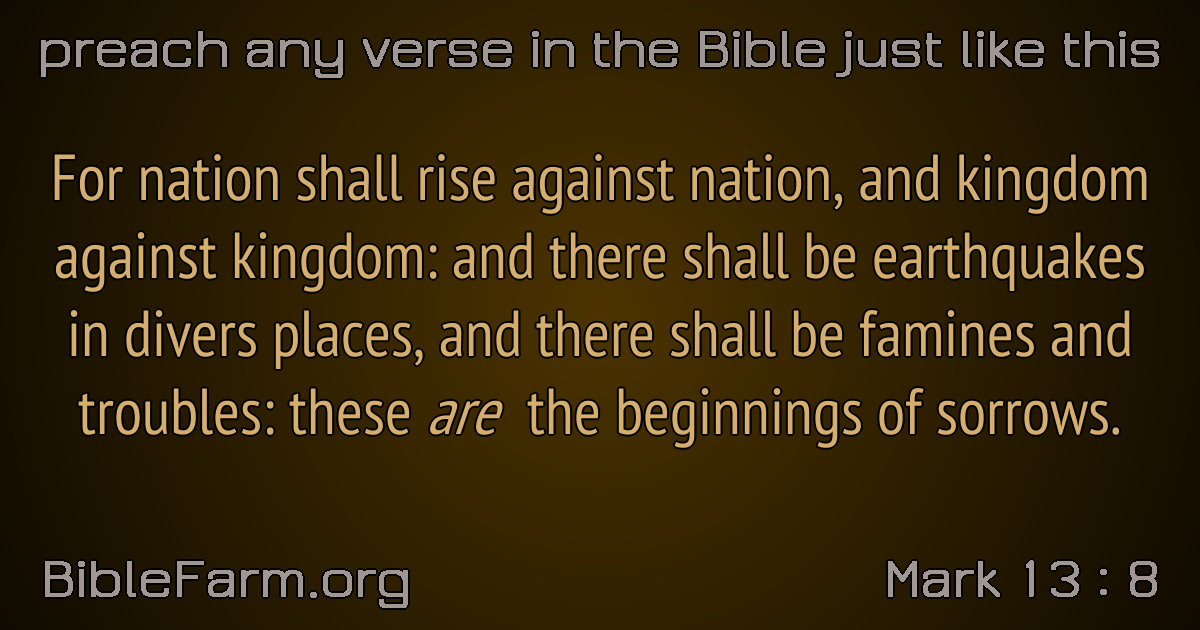 preach any verse in the Bible just like this
For nation shall rise against nation, and kingdom
against kingdom: and there shall be earthquakes
in divers places, and there shall be famines and
troubles: these are the beginnings of sorrows.
BibleFarm.org
Mark 13 : 8